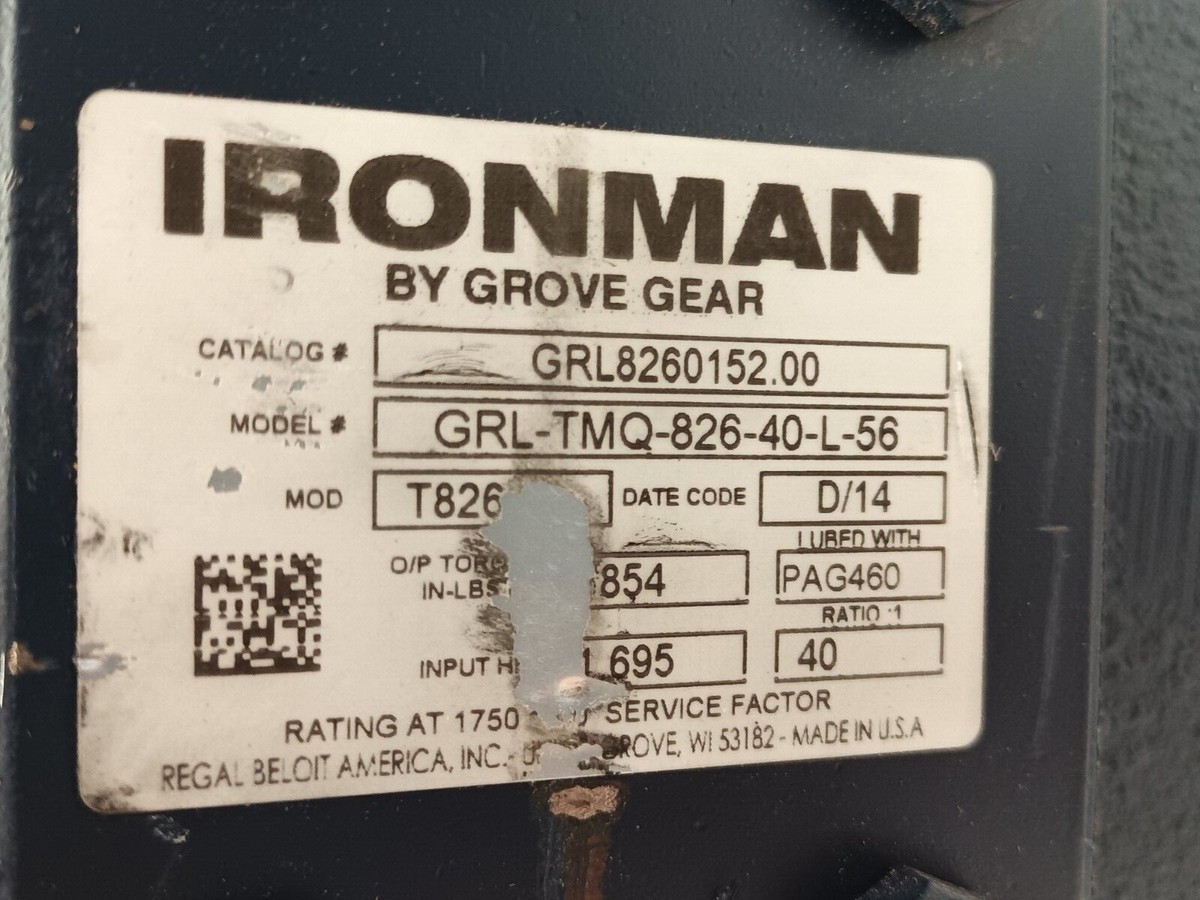 IRONMAN
BY GROVE GEAR
CATALOG # GRL8260152.00
MODEL # GRL-TMQ-826-40-L-56
MOD T826 DATE CODE D/14
LUBED WITH
O/P
IN-LBS 854 PAG460
RATIO :1
INPUT 695 40
RATING AT 1750 SERVICE FACTOR
REGAL BELOIT AMERICA, INC.- GROVE, WI 53182 - MADE IN U.S.A